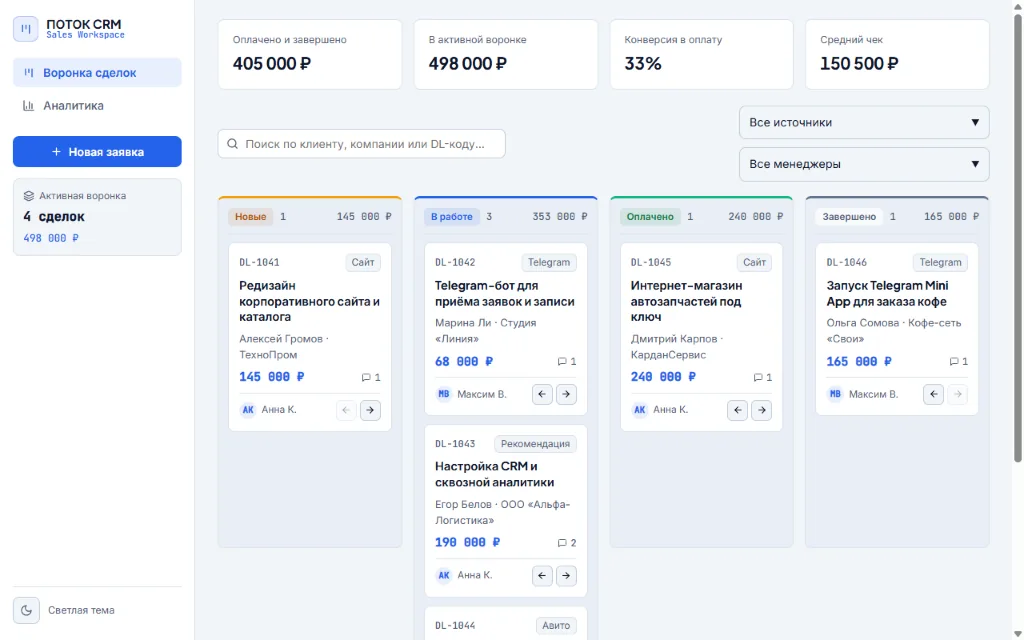 ПОТОК CRM
Sales Workspace
Воронка сделок
Аналитика
+ Новая заявка
Активная воронка
4 сделок
498 000 ₽
Светлая тема
Оплачено и завершено
405 000 ₽
В активной воронке
498 000 ₽
Конверсия в оплату
33%
Средний чек
150 500 ₽
Поиск по клиенту, компании или DL-коду...
Все источники
Все менеджеры
Новые 1 145 000 ₽
DL-1041 Сайт
Редизайн
корпоративного сайта и
каталога
Алексей Громов ·
ТехноПром
145 000 ₽ 1
АК Анна К.
В работе 3 353 000 ₽
DL-1042 Telegram
Telegram-бот для
приёма заявок и записи
Марина Ли · Студия
«Линия»
68 000 ₽ 1
МВ Максим В.
DL-1043 Рекомендация
Настройка CRM и
сквозной аналитики
Егор Белов · ООО «Альфа-
Логистика»
190 000 ₽ 2
АК Анна К.
DL-1044 Авито
Оплачено 1 240 000 ₽
DL-1045 Сайт
Интернет-магазин
автозапчастей под
ключ
Дмитрий Карпов ·
КарданСервис
240 000 ₽ 1
АК Анна К.
Завершено 1 165 000 ₽
DL-1046 Telegram
Запуск Telegram Mini
App для заказа кофе
Ольга Сомова · Кофе-сеть
«Свои»
165 000 ₽ 1
МВ Максим В.